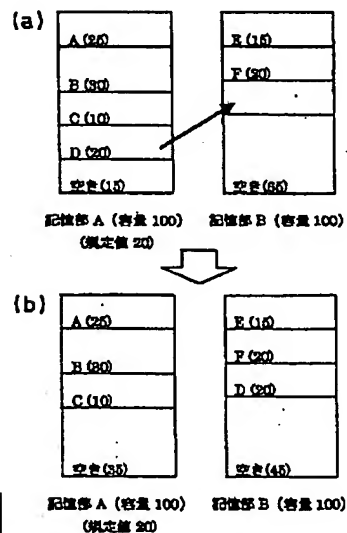 (a)
A (25)
B (30)
C (10)
D (20)
空き(15)
E (15)
F (20)
空き(65)
記憶部 A (容量 100)
(規定値 20)
記憶部 B (容量 100)
(b)
A (25)
B (30)
C (10)
空き(35)
E (15)
F (20)
D (20)
空き(45)
記憶部 A (容量 100)
(規定値 20)
記憶部 B (容量 100)